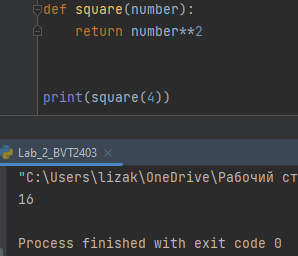 def square(number):
return number**2
print(square(4))
Lab_2_BVT2403
"C:\Users\lizak\OneDrive\Рабочий ст
16
Process finished with exit code 0